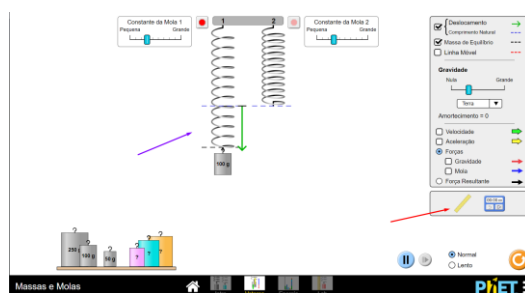 Constante da Mola 1
Pequena Grande
1
2
Constante da Mola 2
Pequena Grande
100 g
250 g
100 g
50 g
?
?
?
Deslocamento
Comprimento Natural
Massa de Equilíbrio
Linha Móvel
Gravidade
Nula Grande
Terra
Amortecimento = 0
Velocidade
Aceleração
Forças
Gravidade
Mola
Força Resultante
Normal
Lento
Massas e Molas
PhET